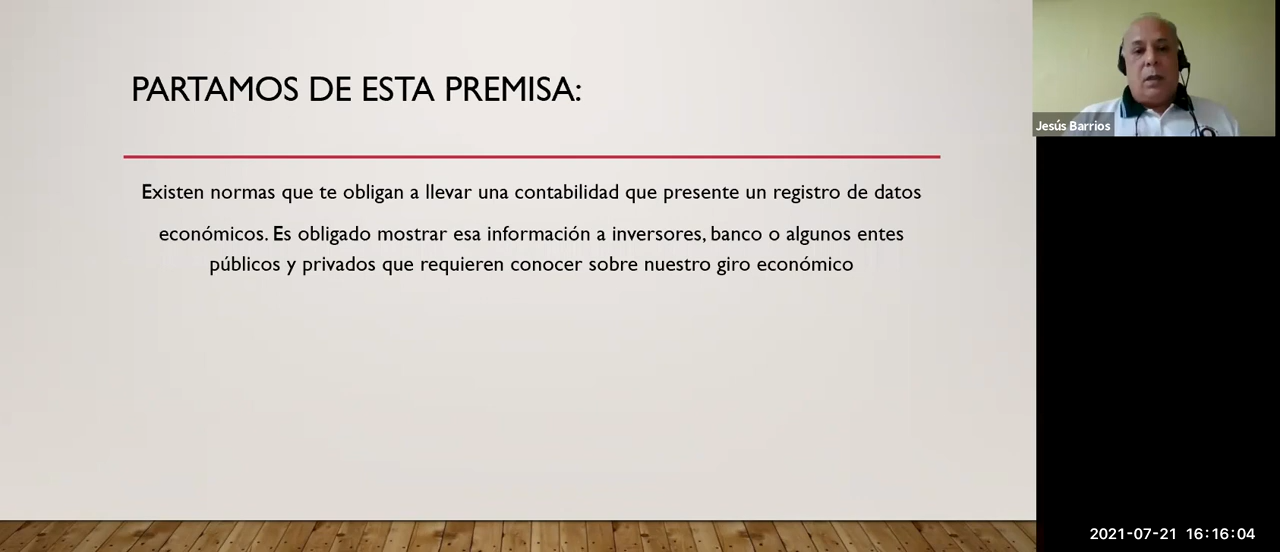 PARTAMOS DE ESTA PREMISA:
Existen normas que te obligan a llevar una contabilidad que presente un registro de datos
económicos. Es obligado mostrar esa información a inversores, banco o algunos entes
públicos y privados que requieren conocer sobre nuestro giro económico
Jesús Barrios
2021-07-21 16:16:04